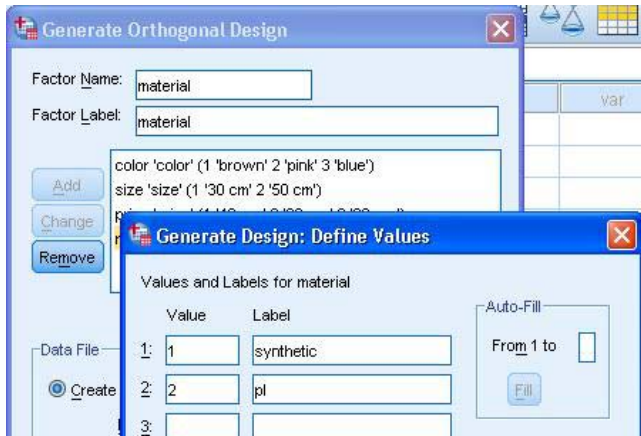 Generate Orthogonal Design
var
Factor Name:
material
Factor Label:
material
color 'color' (1 'brown' 2 'pink' 3 'blue')
Add
size 'size' (1 '30 cm' 2 '50 cm')
Change
Remove
Generate Design: Define Values
Values and Labels for material
Value Label
Auto-Fill
From 1 to
Fill
1: 1 synthetic
2: 2 pl
3:
Data File
Create